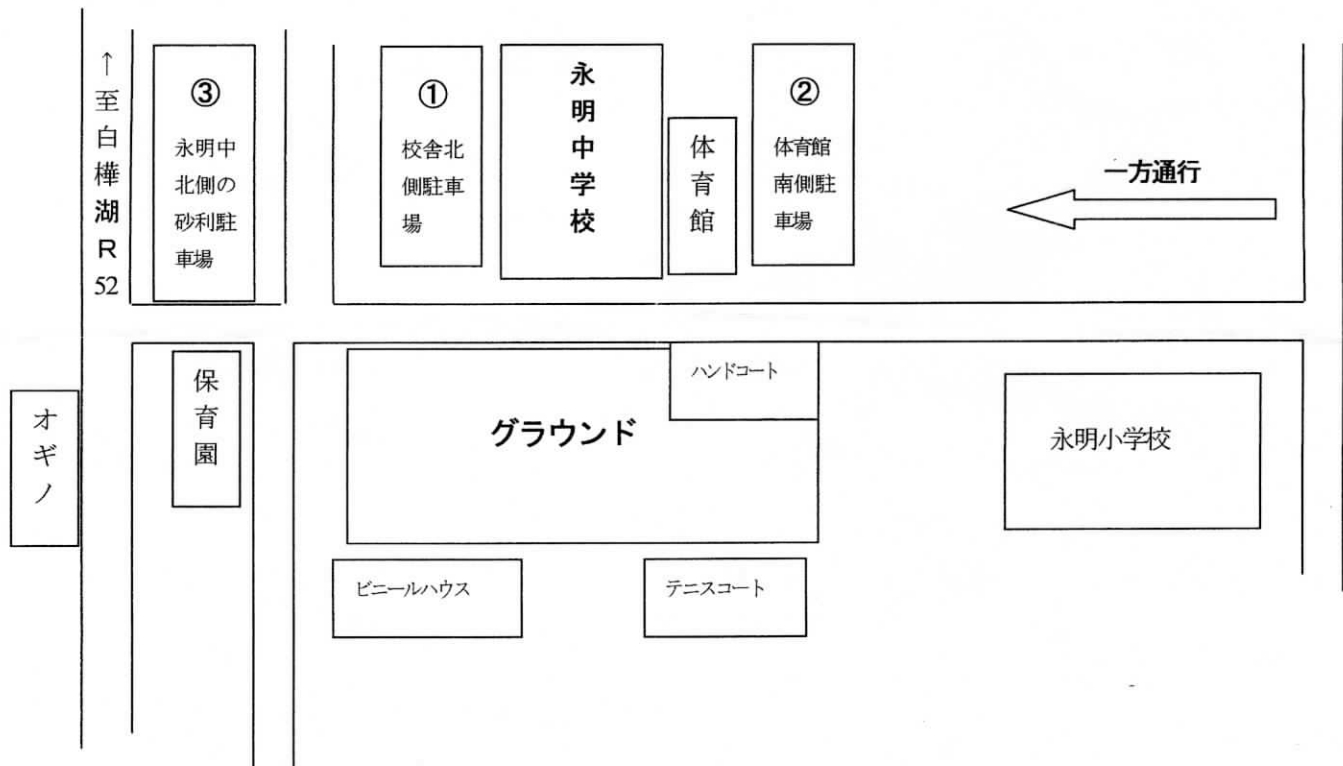 ↑至白樺湖R52
③
永明中
北側の
砂利駐
車場
①
校舎北
側駐車
場
永明中学校
体育館
②
体育館
南側駐
車場
一方通行
オギノ
保育園
グラウンド
ハンドコート
永明小学校
ビニールハウス
テニスコート